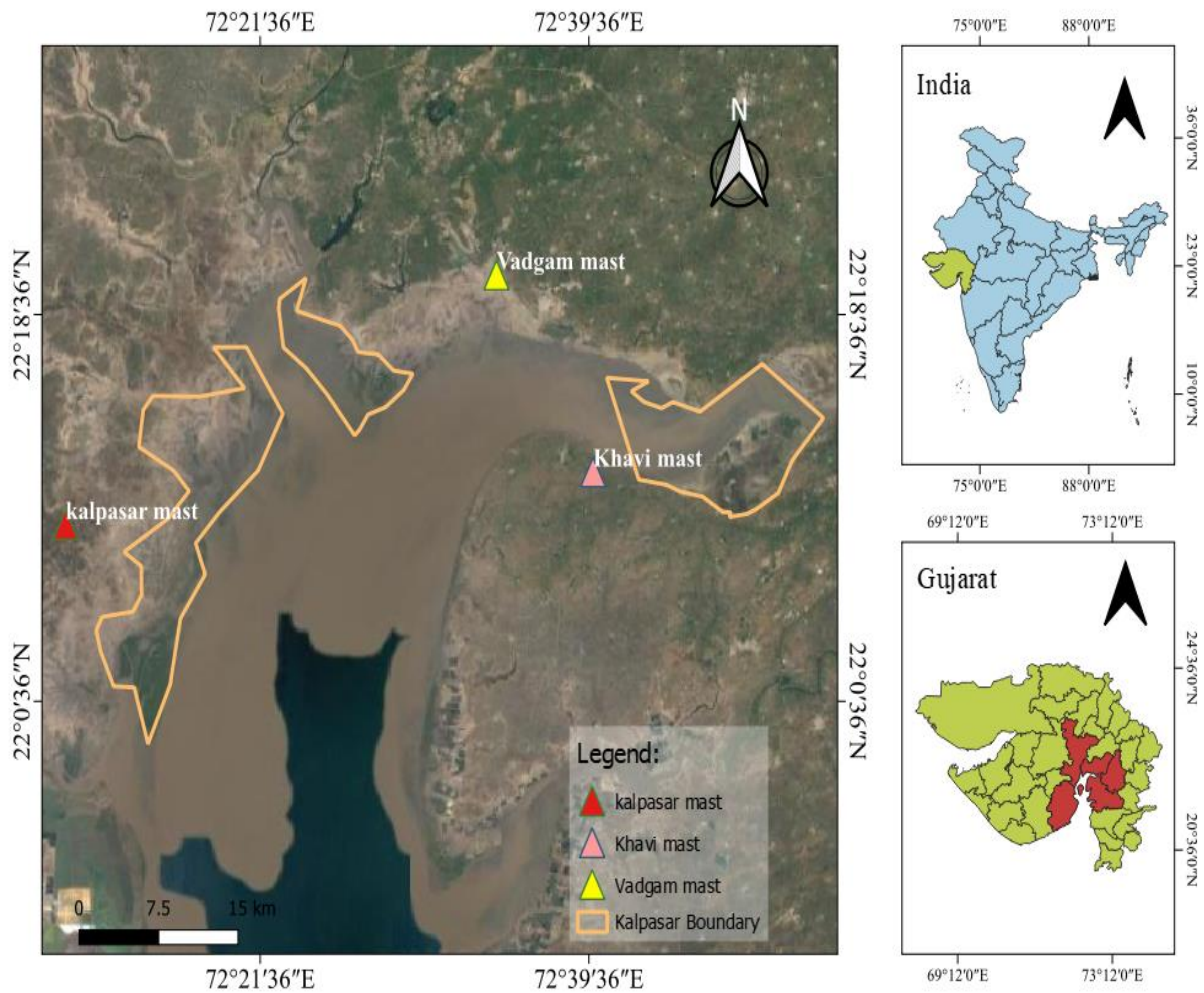 72°21'36"E 72°39'36"E
22°18'36"N
22°0'36"N
N
Vadgam mast
Khavi mast
kalpasar mast
Legend:
kalpasar mast
Khavi mast
Vadgam mast
Kalpasar Boundary
0 7.5 15 km
22°18'36"N
22°0'36"N
72°21'36"E 72°39'36"E
75°0'0"E 88°0'0"E
India
36°0'0"N
23°0'0"N
10°0'0"N
75°0'0"E 88°0'0"E
69°12'0"E 73°12'0"E
Gujarat
24°36'0"N
20°36'0"N
69°12'0"E 73°12'0"E